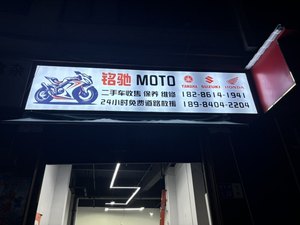 铭驰 MOTO
YAMAHA SUZUKI HONDA
二手车收售 保养 维修 182-8614-1941
24小时免费道路救援 189-8404-2204